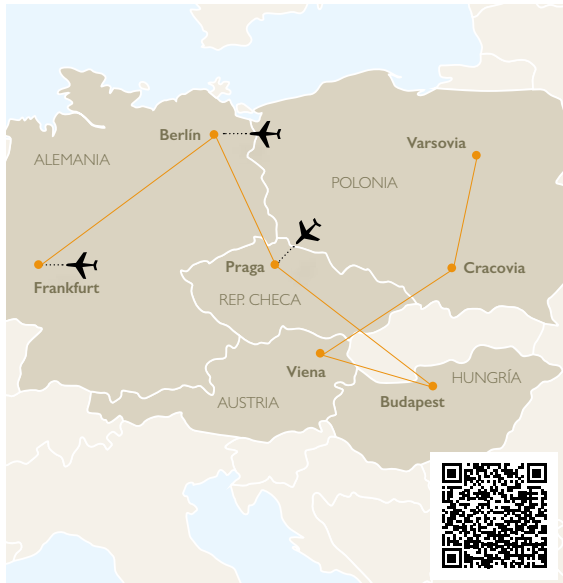 Berlín
Varsovia
ALEMANIA
POLONIA
Praga
Cracovia
Frankfurt
REP. CHECA
Viena
HUNGRÍA
AUSTRIA
Budapest